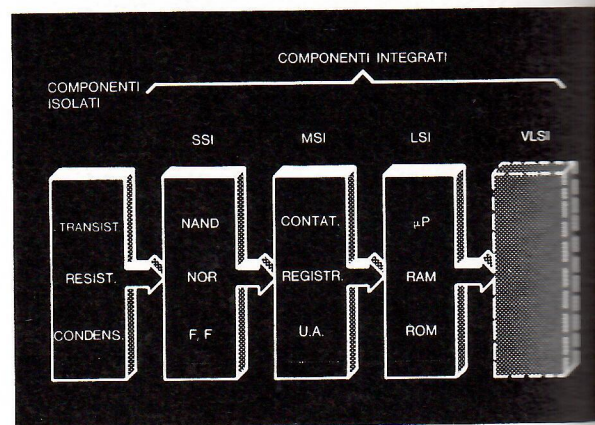 COMPONENTI INTEGRATI
COMPONENTI
ISOLATI
SSI
MSI
LSI
VLSI
TRANSIST.
RESIST.
CONDENS.
NAND
NOR
F, F
CONTAT.
REGISTR.
U.A.
μP
RAM
ROM